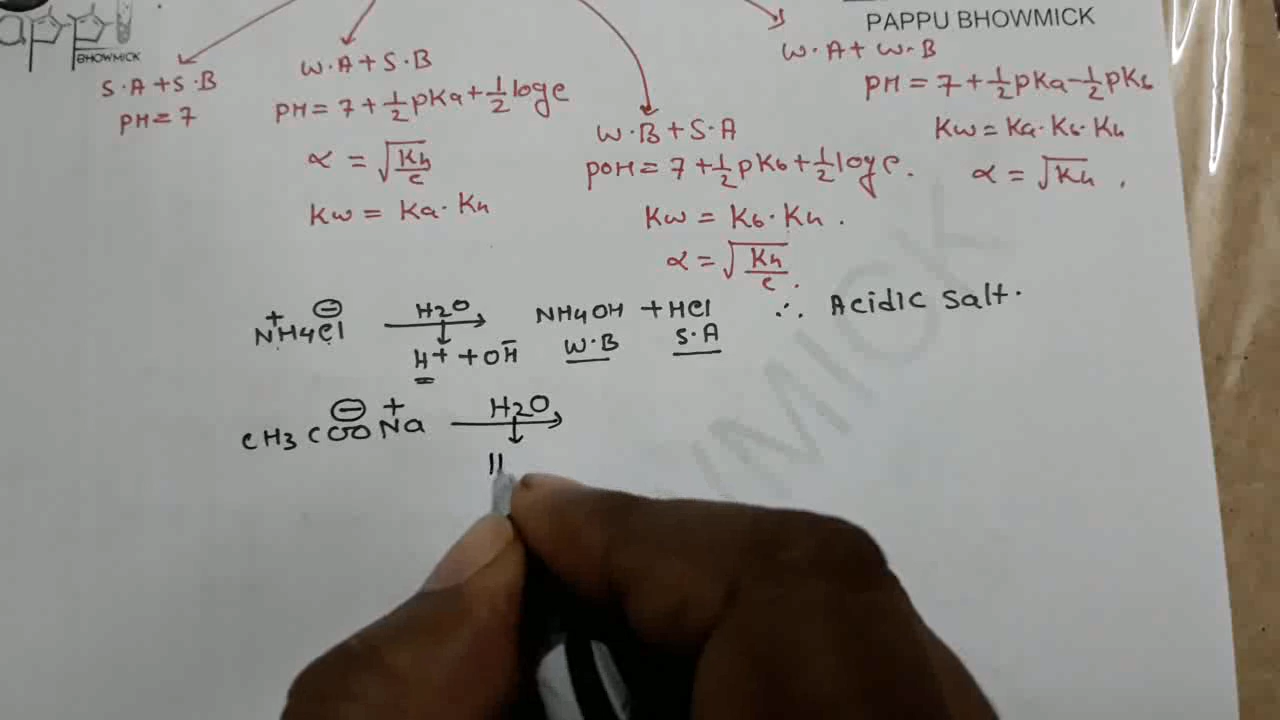 BHOWMICK
PAPPU BHOWMICK
S.A+S.B
PH=7
W.A+S.B
PH= 7+½PKa+½logc
α = √Kh/c
Kw = Ka.Kh
W.B+S.A
POH= 7+½PKb+½logc.
Kw = Kb.Kh.
α = √Kh/c.
W.A+W.B
PH= 7+½PKa-½PKb
Kw=Ka.Kb.Kh
α = √Kh.
+ ⊖
NH4Cl H2O NH4OH + HCl ∴ Acidic Salt.
H+ + OH̄ W.B S.A
⊖ +
CH3COONa H2O
MICK